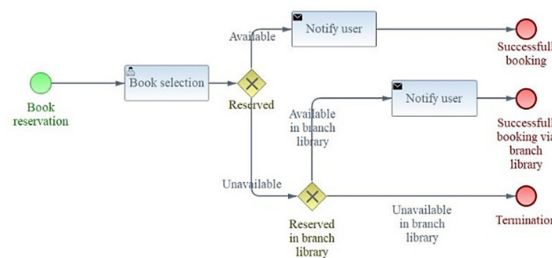 Available
Notify user
Successfull
booking
Book selection
Reserved
Book
reservation
Available
in branch
library
Notify user
Successfull
booking via
branch
library
Unavailable
Reserved
in branch
library
Unavailable
in branch
library
Termination